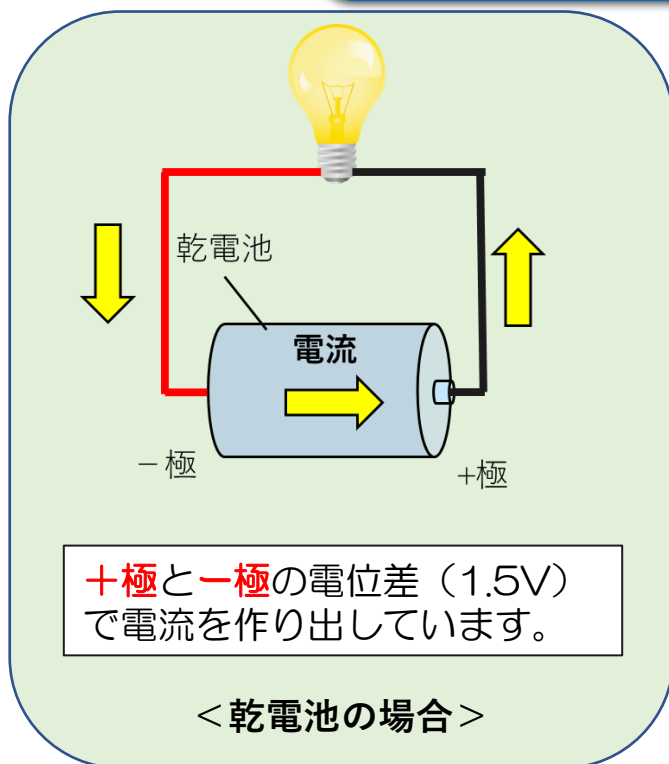 乾電池
電流
－極
+極
＋極と－極の電位差（1.5V）
で電流を作り出しています。
＜乾電池の場合＞